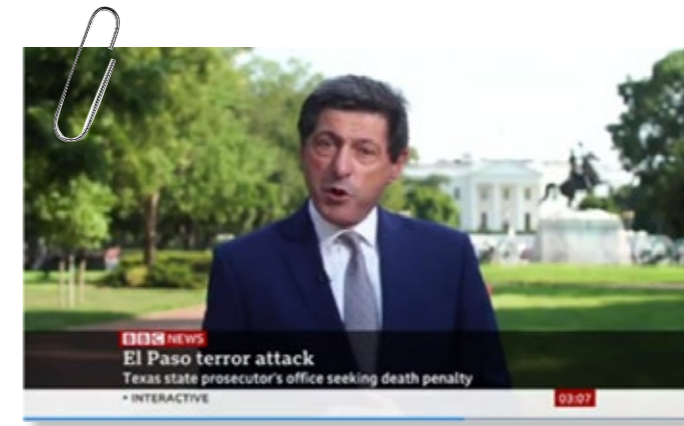 BBC NEWS
El Paso terror attack
Texas state prosecutor's office seeking death penalty
• INTERACTIVE
03:07